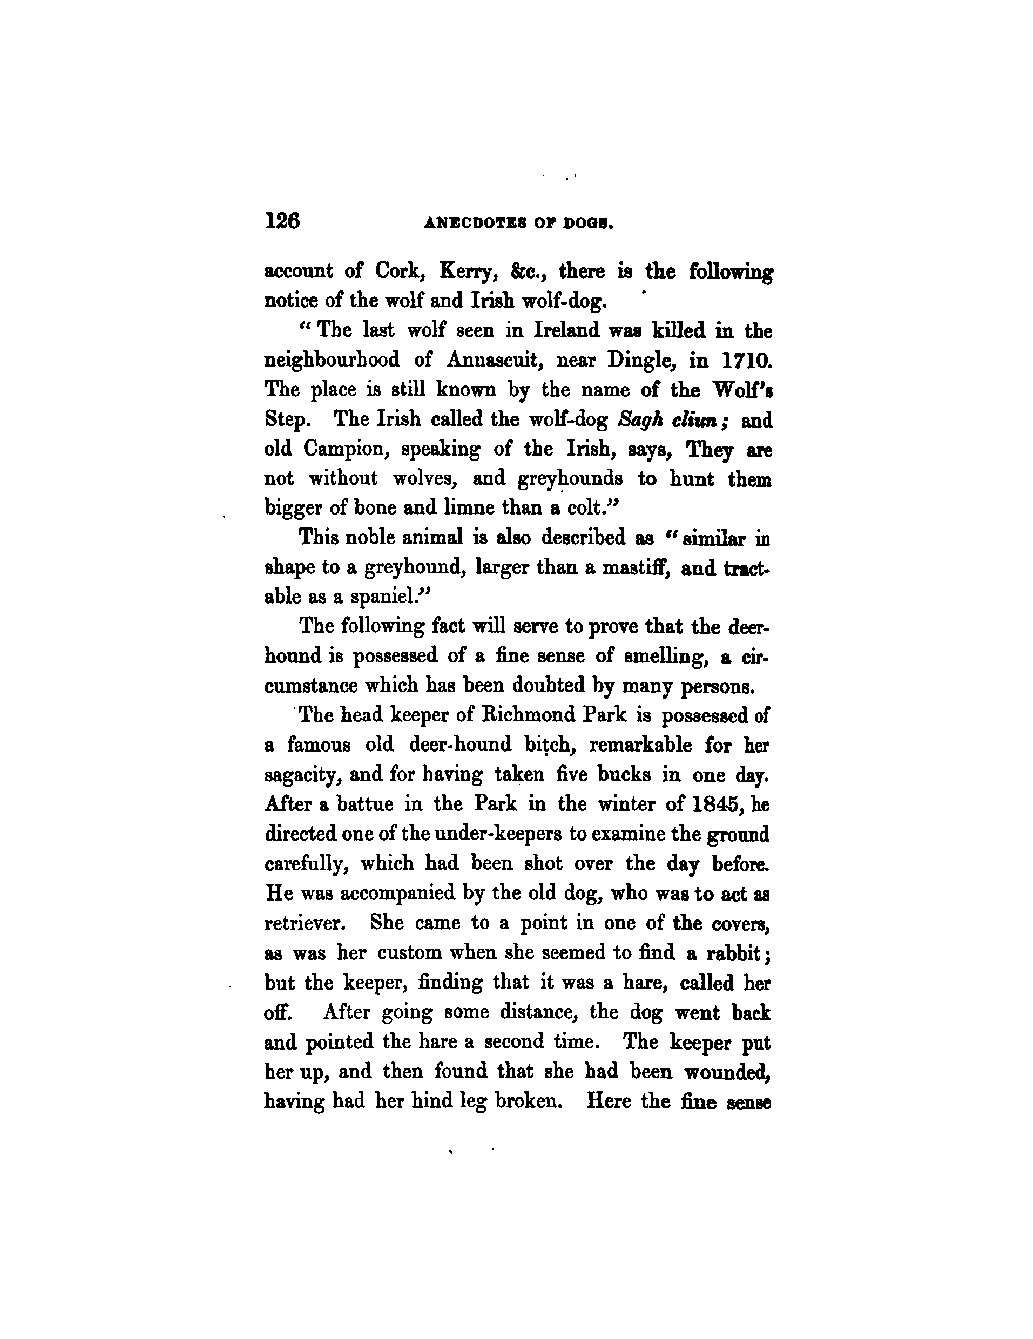 126 ANECDOTES OF DOGS.
account of Cork, Kerry, &c., there is the following
notice of the wolf and Irish wolf-dog.
“The last wolf seen in Ireland was killed in the
neighbourhood of Annascuit, near Dingle, in 1710.
The place is still known by the name of the Wolf's
Step. The Irish called the wolf-dog Sagh cliun; and
old Campion, speaking of the Irish, says, They are
not without wolves, and greyhounds to hunt them
bigger of bone and limne than a colt.”
This noble animal is also described as “similar in
shape to a greyhound, larger than a mastiff, and tract-
able as a spaniel.”
The following fact will serve to prove that the deer-
hound is possessed of a fine sense of smelling, a cir-
cumstance which has been doubted by many persons.
The head keeper of Richmond Park is possessed of
a famous old deer-hound bitch, remarkable for her
sagacity, and for having taken five bucks in one day.
After a battue in the Park in the winter of 1845, he
directed one of the under-keepers to examine the ground
carefully, which had been shot over the day before.
He was accompanied by the old dog, who was to act as
retriever. She came to a point in one of the covers,
as was her custom when she seemed to find a rabbit;
but the keeper, finding that it was a hare, called her
off. After going some distance, the dog went back
and pointed the hare a second time. The keeper put
her up, and then found that she had been wounded,
having had her hind leg broken. Here the fine sense